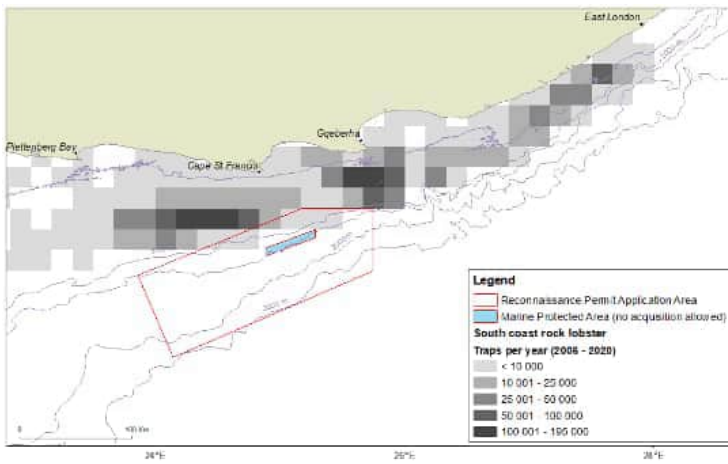 East London
Gqeberha
Plettenberg Bay
Cape St Francis
Legend
Reconnaissance Permit Application Area
Marine Protected Area (no acquisition allowed)
South coast rock lobster
Traps per year (2006 - 2020)
< 10 000
10 001 - 25 000
25 001 - 50 000
50 001 - 100 000
100 001 - 195 000
24°E
26°E
28°E